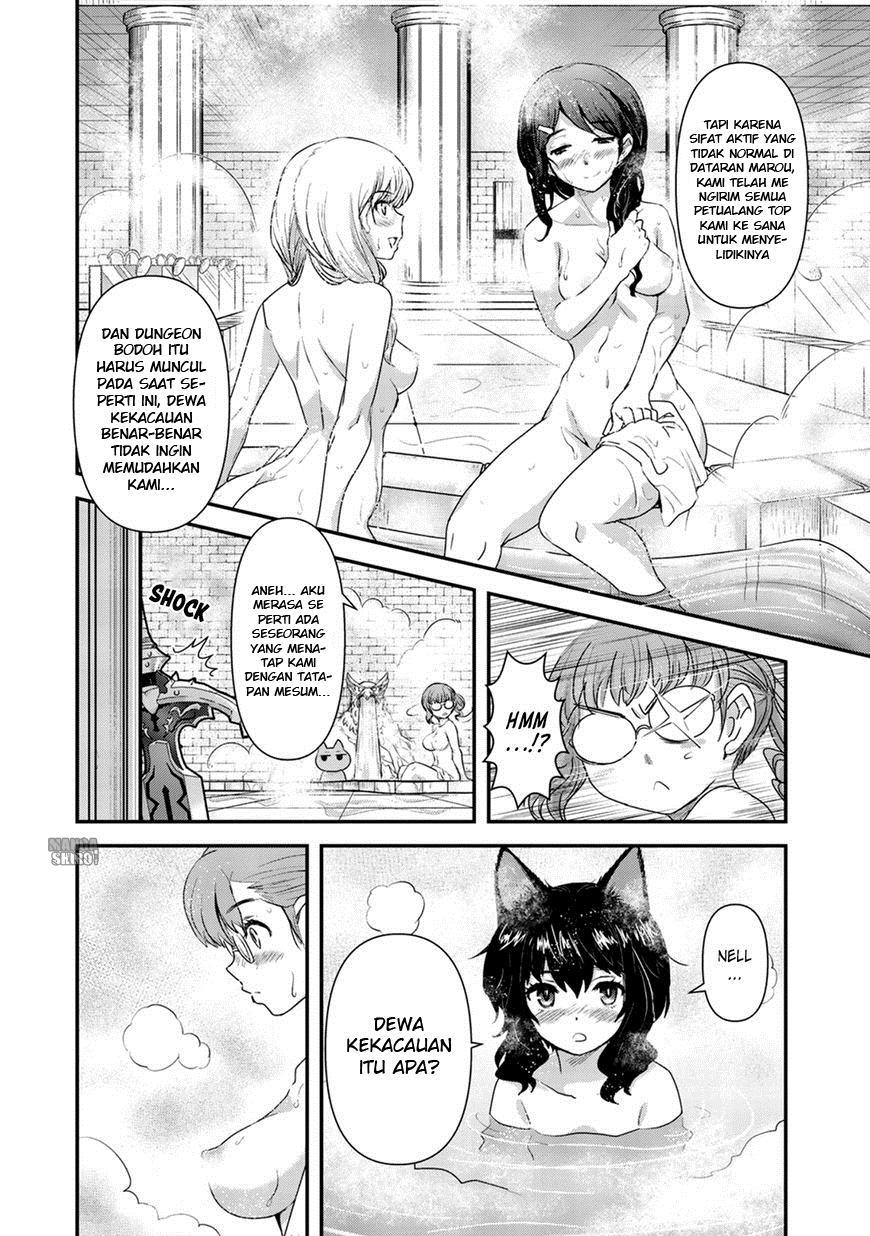 TAPI KARENA
SIFAT AKTIF YANG
TIDAK NORMAL DI
DATARAN MAROU,
KAMI TELAH ME
NGIRIM SEMUA
PETUALANG TOP
KAMI KE SANA
UNTUK MENYE-
LIDIKINYA
DAN DUNGEON
BODOH ITU
HARUS MUNCUL
PADA SAAT SE-
PERTI INI, DEWA
KEKACAUAN
BENAR-BENAR
TIDAK INGIN
MEMUDAHKAN
KAMI...
HMM
...!?
ANEH... AKU
MERASA SE
PERTI ADA
SESEORANG
YANG MENA-
TAP KAMI
DENGAN TATA-
PAN MESUM...
SHOCK
MANGA
SHIRO!
NELL
...
DEWA
KEKACAUAN
ITU APA?